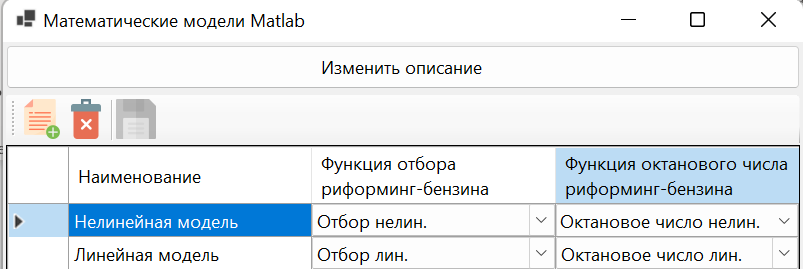 Математические модели Matlab
Изменить описание
Наименование
Функция отбора
риформинг-бензина
Функция октанового числа
риформинг-бензина
Нелинейная модель
Отбор нелин.
Октановое число нелин.
Линейная модель
Отбор лин.
Октановое число лин.